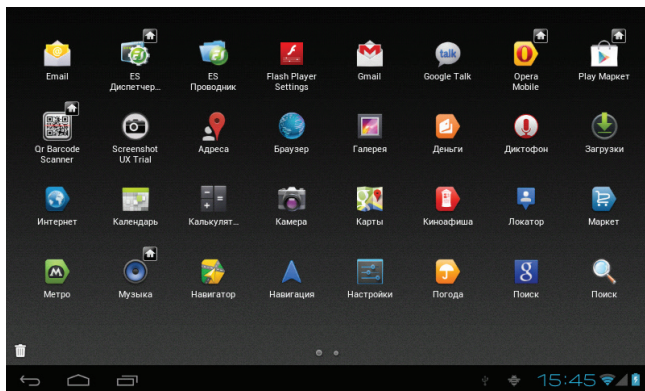 Email
ES
Диспетчер...
ES
Проводник
Flash Player
Settings
Gmail
talk
Google Talk
Opera
Mobile
Play Маркет
Qr Barcode
Scanner
Screenshot
UX Trial
Адреса
Браузер
Галерея
Деньги
Диктофон
Загрузки
Интернет
Календарь
Калькулят...
Камера
Карты
Киноафиша
Локатор
Маркет
Метро
Музыка
Навигатор
Навигация
Настройки
Погода
Поиск
Поиск
15:45